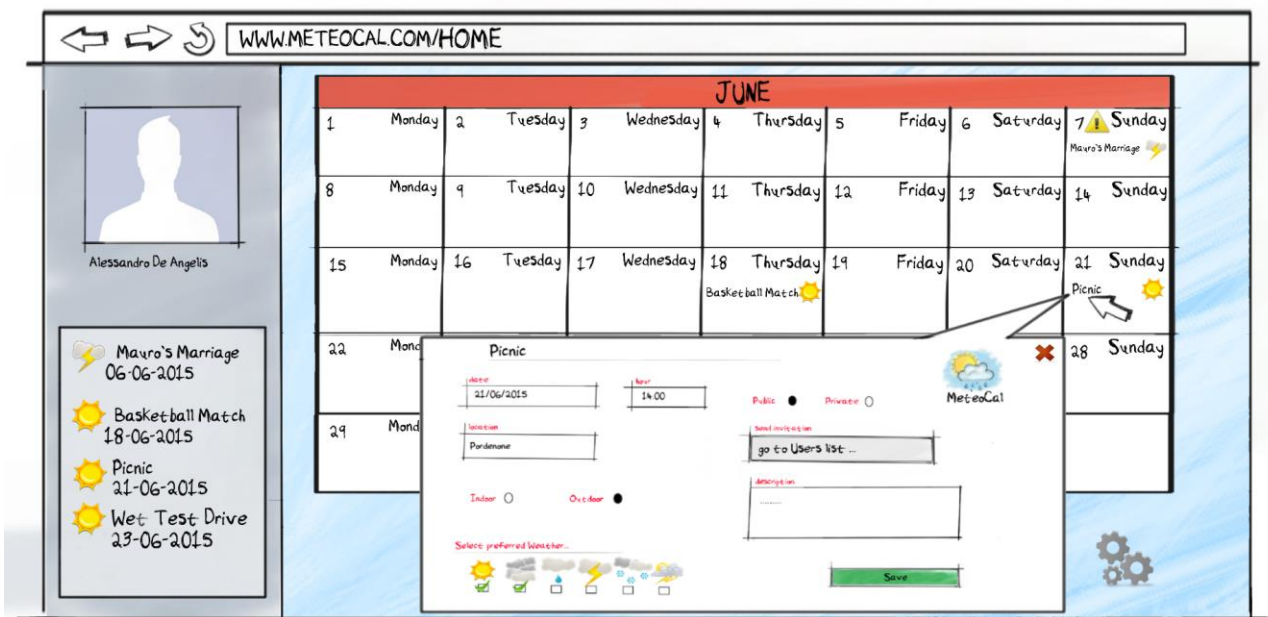 WWW.METEOCAL.COM/HOME
JUNE
1 Monday 2 Tuesday 3 Wednesday 4 Thursday 5 Friday 6 Saturday 7 Sunday
Mauro's Marriage
8 Monday 9 Tuesday 10 Wednesday 11 Thursday 12 Friday 13 Saturday 14 Sunday
15 Monday 16 Tuesday 17 Wednesday 18 Thursday 19 Friday 20 Saturday 21 Sunday
Basketball Match Picnic
22 Mond 28 Sunday
29 Mond
Alessandro De Angelis
Mauro's Marriage
06-06-2015
Basketball Match
18-06-2015
Picnic
21-06-2015
Wet Test Drive
23-06-2015
Picnic
MeteoCal
date
21/06/2015
hour
14.00
Public Private
location
Pordenone
Send invitation
go to Users list ...
Indoor Outdoor
description
.......
Select preferred Weather...
Save